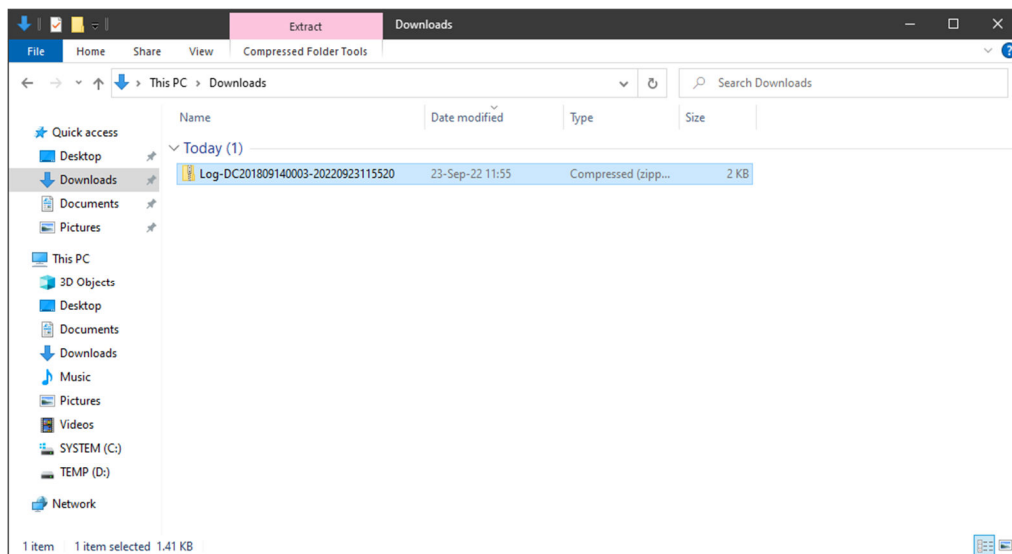 Extract
Downloads
File
Home
Share
View
Compressed Folder Tools
?
This PC
Downloads
Search Downloads
Name
Date modified
Type
Size
Quick access
Desktop
Downloads
Documents
Pictures
This PC
3D Objects
Desktop
Documents
Downloads
Music
Pictures
Videos
SYSTEM (C:)
TEMP (D:)
Network
Today (1)
Log-DC201809140003-20220923115520
23-Sep-22 11:55
Compressed (zipp...
2 KB
1 item
1 item selected 1.41 KB